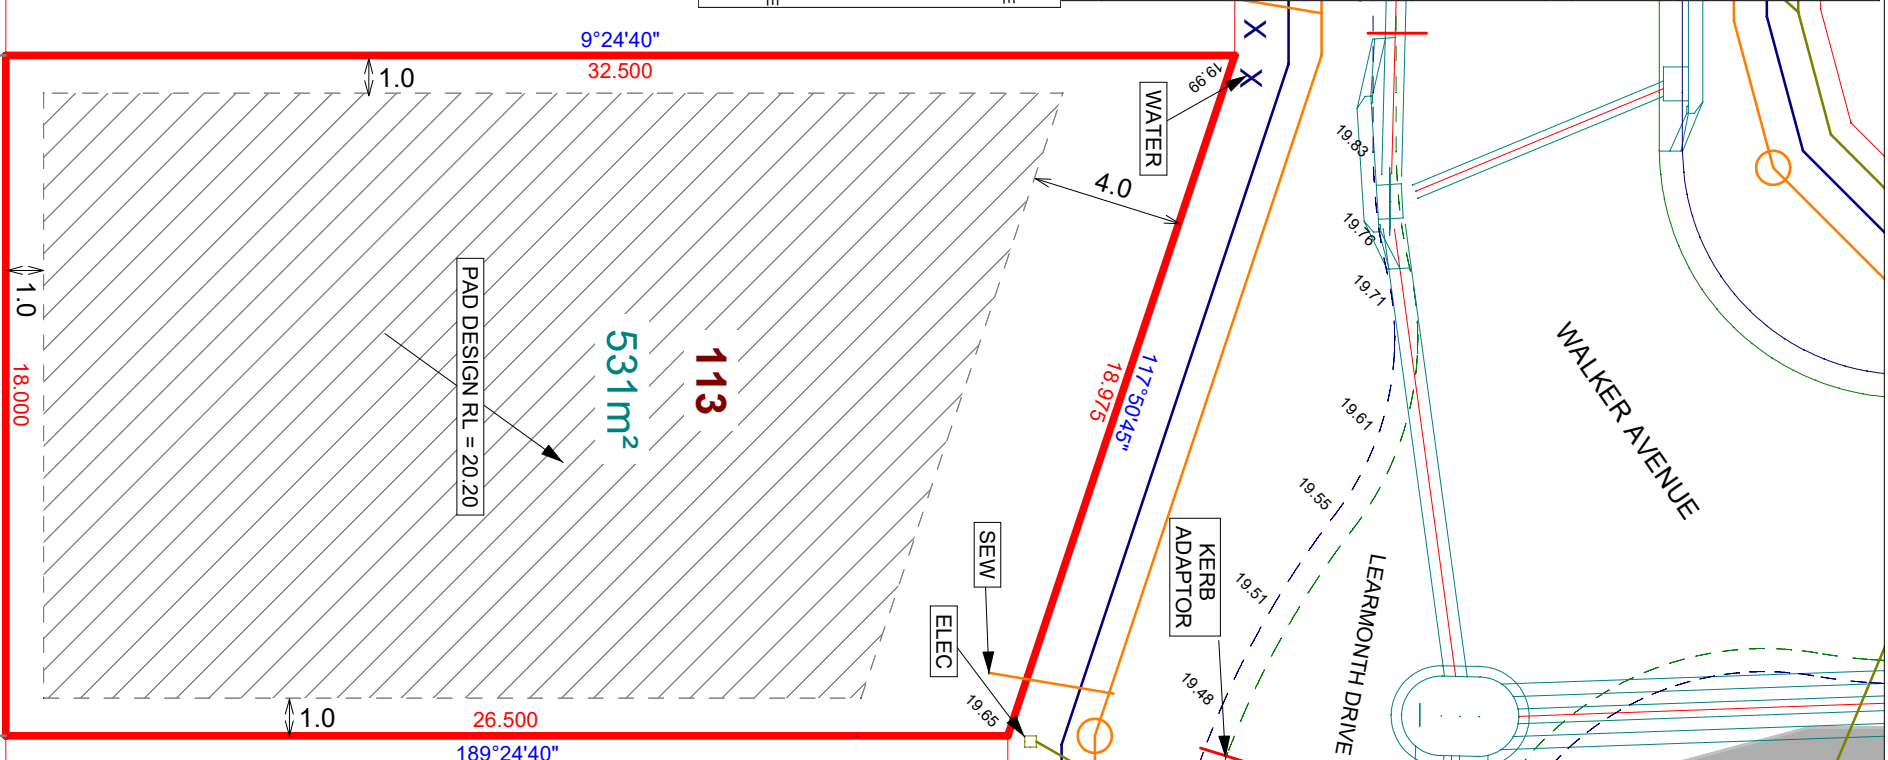 9°24'40"
32.500
1.0
X
X
19.99
WATER
4.0
19.83
19.76
19.71
1.0
18.000
PAD DESIGN RL = 20.20
531m²
113
117°50'45"
18.975
WALKER AVENUE
19.61
19.55
19.51
19.48
KERB
ADAPTOR
LEARMONTH DRIVE
SEW
ELEC
19.65
1.0
26.500
189°24'40"